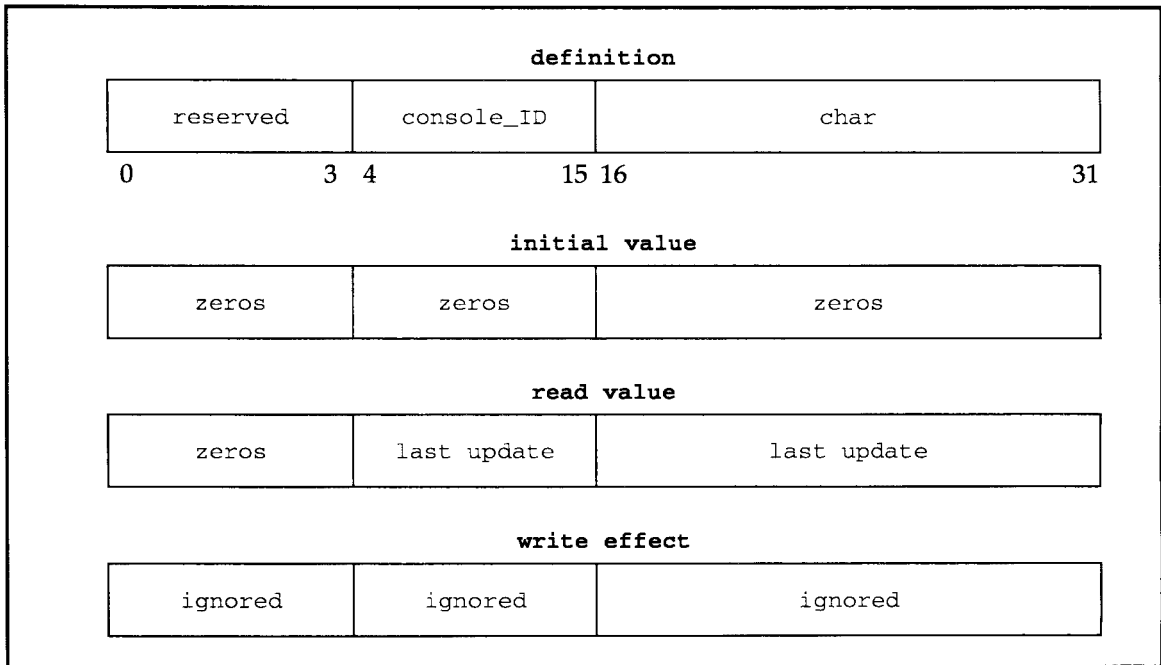 definition
reserved console_ID char
0 3 4 15 16 31
initial value
zeros zeros zeros
read value
zeros last update last update
write effect
ignored ignored ignored